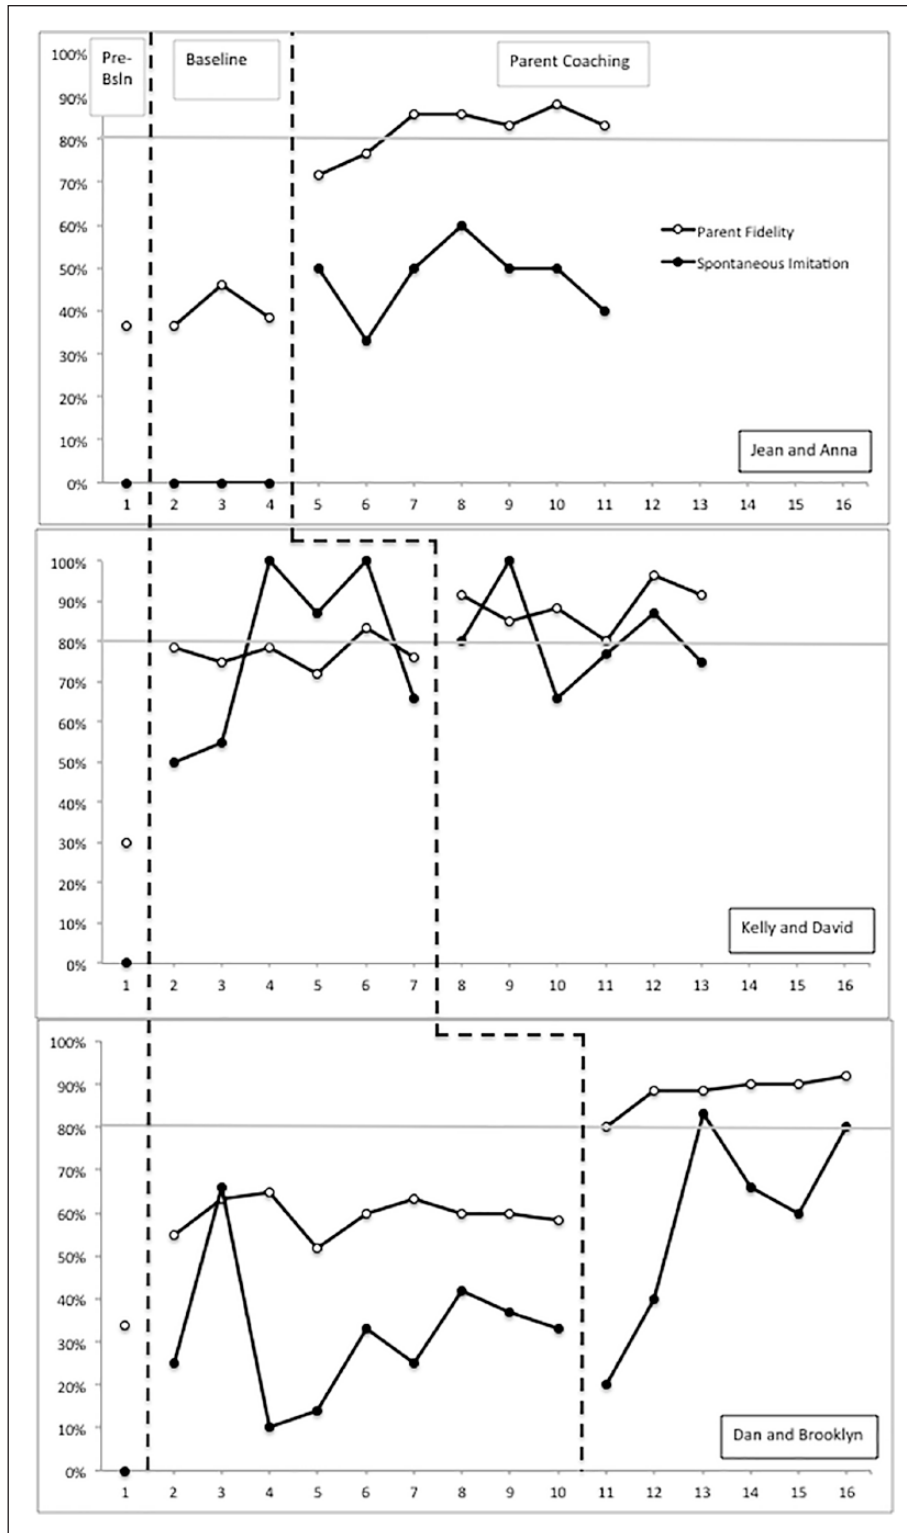 Pre-
Bsln
Baseline
Parent Coaching
100%
90%
80%
70%
60%
50%
40%
30%
20%
10%
0%
Parent Fidelity
Spontaneous Imitation
Jean and Anna
1 2 3 4 5 6 7 8 9 10 11 12 13 14 15 16
100%
90%
80%
70%
60%
50%
40%
30%
20%
10%
0%
Kelly and David
1 2 3 4 5 6 7 8 9 10 11 12 13 14 15 16
100%
90%
80%
70%
60%
50%
40%
30%
20%
10%
0%
Dan and Brooklyn
1 2 3 4 5 6 7 8 9 10 11 12 13 14 15 16